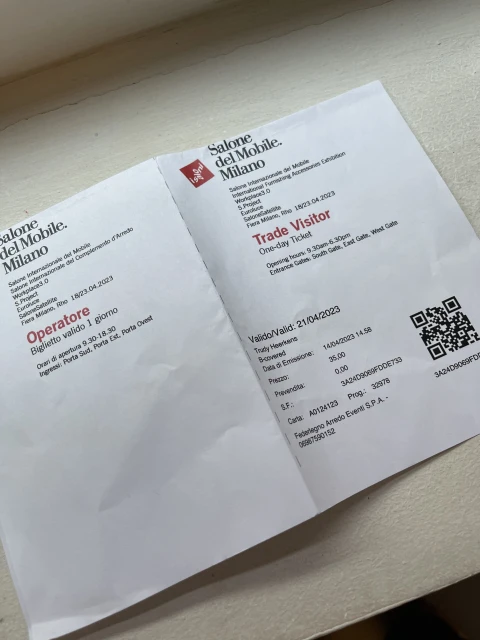 Salone
del Mobile.
Milano
Salone Internazionale del Mobile
Salone Internazionale del Complemento d'Arredo
Workplace3.0
S.Project
Euroluce
SaloneSatellite
Fiera Milano, Rho 18/23.04.2023
Operatore
Biglietto valido 1 giorno
Orari di apertura 9.30-18.30
Ingressi: Porta Sud, Porta Est, Porta Ovest
Salone
del Mobile.
Milano
Salone Internazionale del Mobile
International Furnishing Accessories Exhibition
Workplace3.0
S.Project
Euroluce
SaloneSatellite
Fiera Milano, Rho 18/23.04.2023
Trade Visitor
One-day Ticket
Opening hours: 9.30am-6.30pm
Entrance Gates: South Gate, East Gate, West Gate
Valido/Valid: 21/04/2023
Trudy Heerkens
B-covered
Data di Emissione: 14/04/2023 14:58
Prezzo: 35,00
Prevendita: 0,00
S.F.: 3A24D9069FDDE733
Carta: A0124123 Prog.: 32978
Federlegno Arredo Eventi S.P.A. -
06987590152